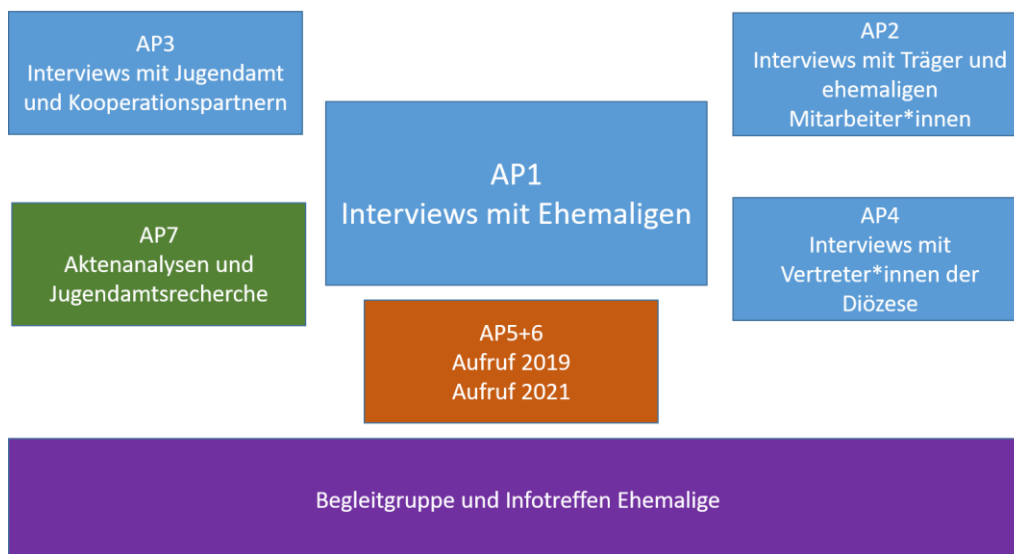 AP3
Interviews mit Jugendamt
und Kooperationspartnern
AP2
Interviews mit Träger und
ehemaligen
Mitarbeiter*innen
AP1
Interviews mit Ehemaligen
AP7
Aktenanalysen und
Jugendamtsrecherche
AP4
Interviews mit
Vertreter*innen der
Diözese
AP5+6
Aufruf 2019
Aufruf 2021
Begleitgruppe und Infotreffen Ehemalige